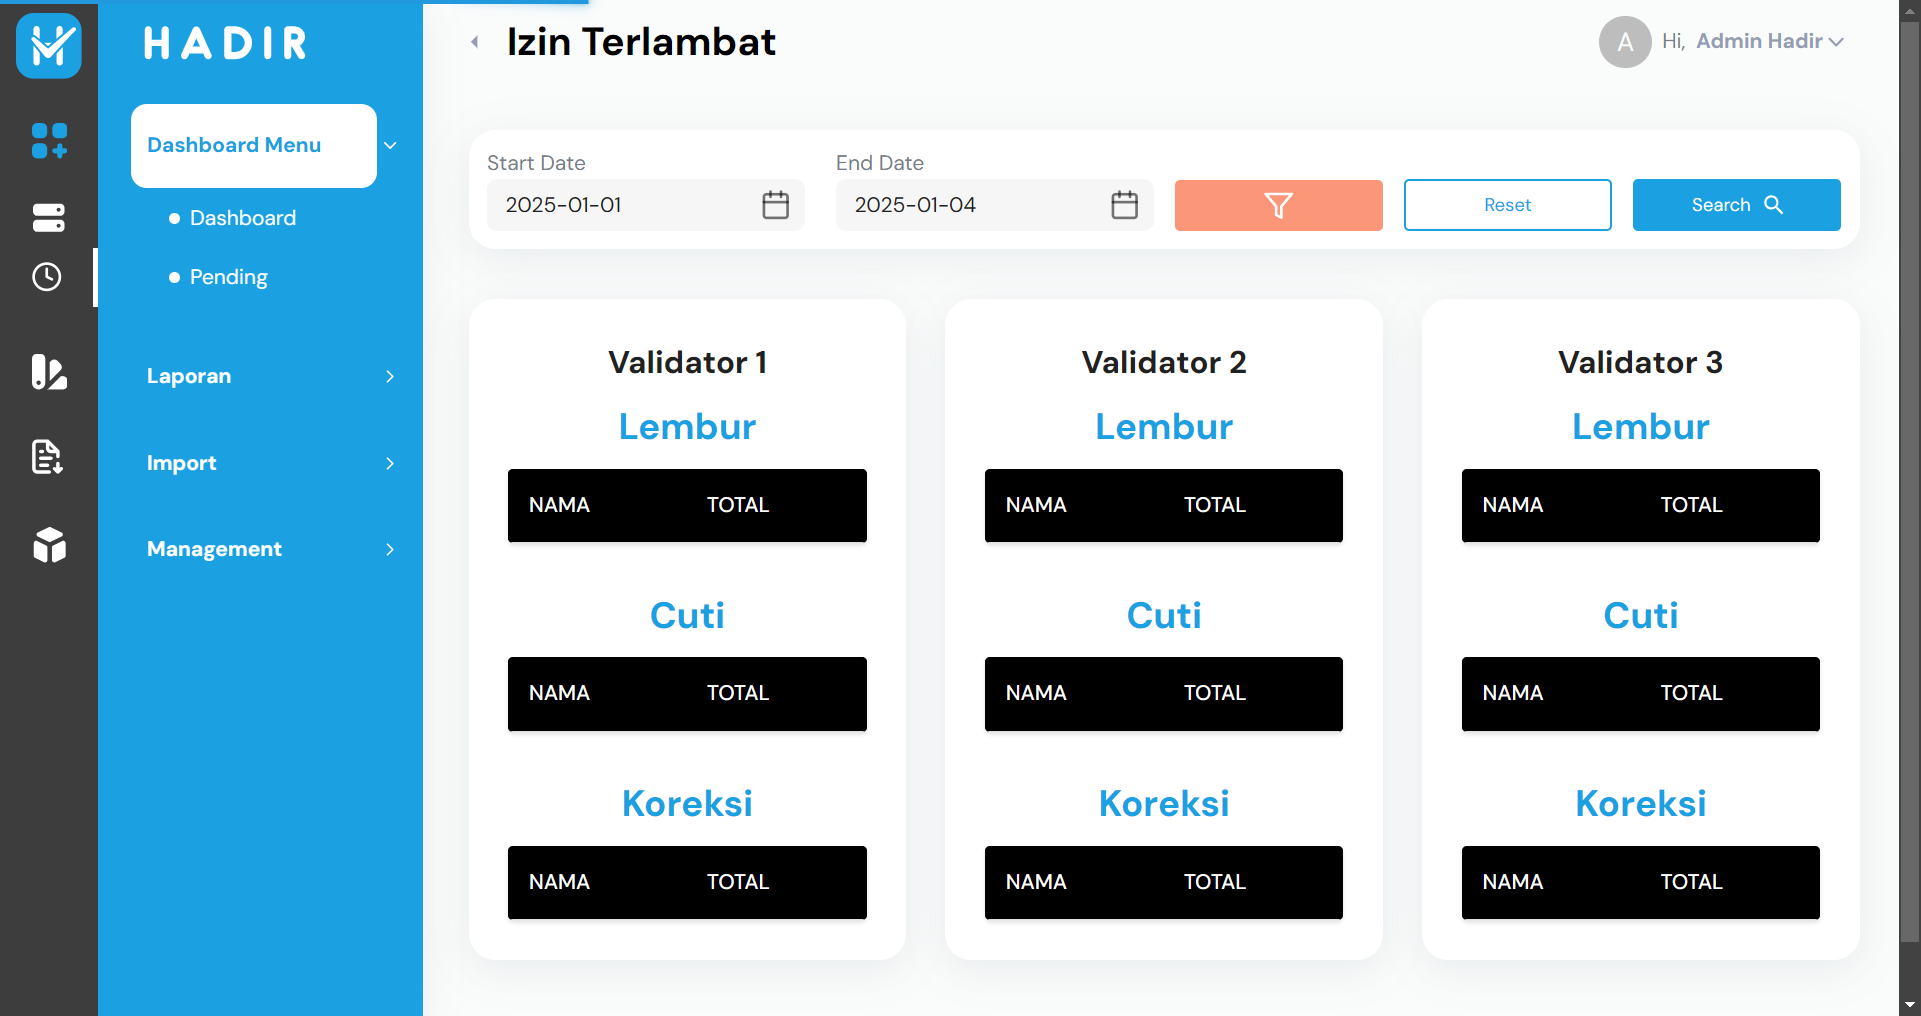 HADIR
Izin Terlambat
A Hi, Admin Hadir
Dashboard Menu
Dashboard
Pending
Laporan
Import
Management
Start Date
End Date
2025-01-01
2025-01-04
Reset
Search
Validator 1
Lembur
NAMA TOTAL
Cuti
NAMA TOTAL
Koreksi
NAMA TOTAL
Validator 2
Lembur
NAMA TOTAL
Cuti
NAMA TOTAL
Koreksi
NAMA TOTAL
Validator 3
Lembur
NAMA TOTAL
Cuti
NAMA TOTAL
Koreksi
NAMA TOTAL